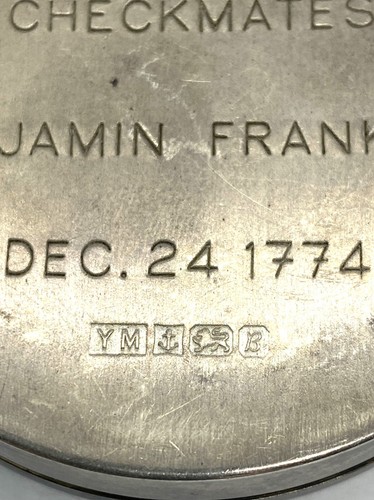 CHECKMATES
JAMIN FRANK
DEC. 24 1774
YM B